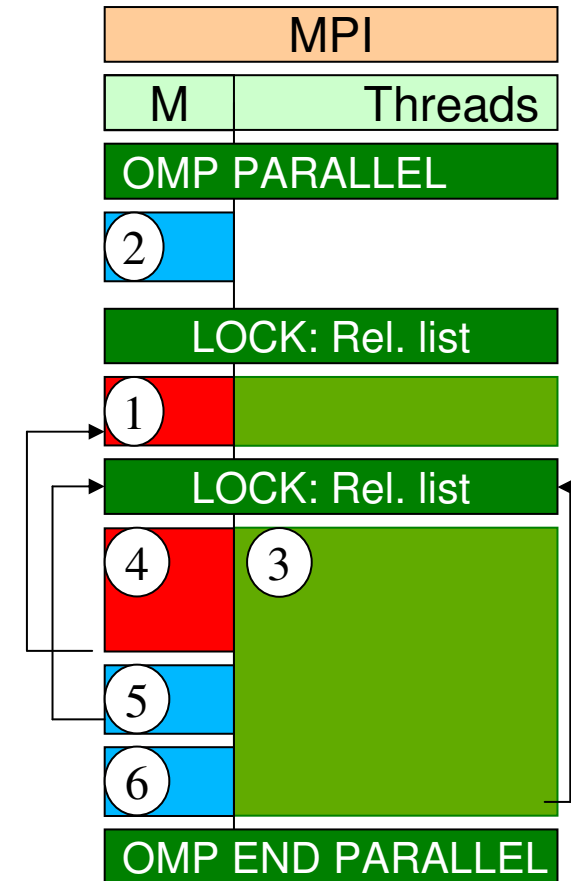 MPI
M Threads
OMP PARALLEL
2
LOCK: Rel. list
1
LOCK: Rel. list
4 3
5
6
OMP END PARALLEL